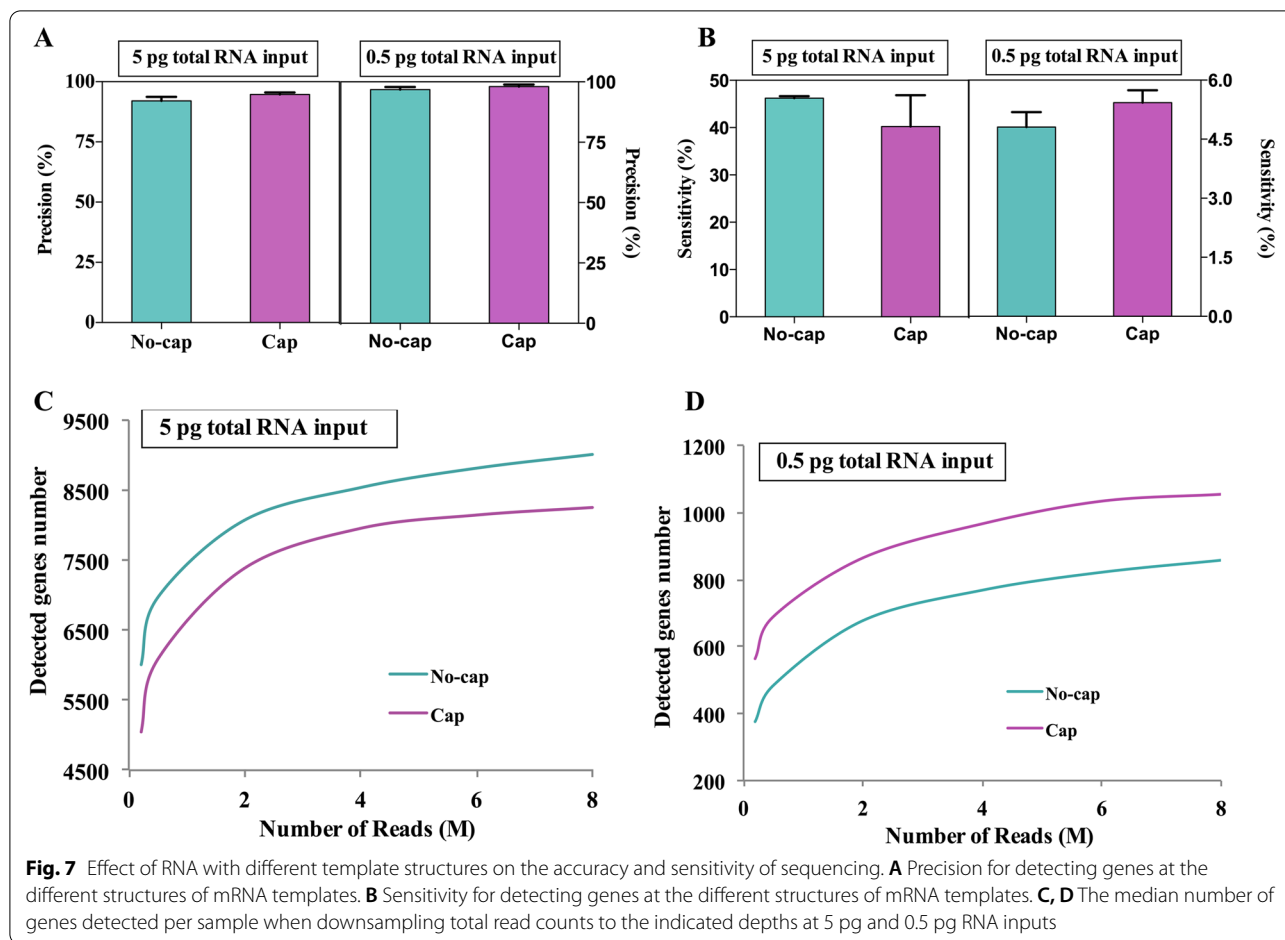 A
5 pg total RNA input
0.5 pg total RNA input
Precision (%)
100
75
50
25
0
No-cap
Cap
No-cap
Cap
100
75
50
25
0
Precision (%)
B
5 pg total RNA input
0.5 pg total RNA input
Sensitivity (%)
50
40
30
20
10
0
No-cap
Cap
No-cap
Cap
6.0
4.5
3.0
1.5
0.0
Sensitivity (%)
C
5 pg total RNA input
Detected genes number
9500
8500
7500
6500
5500
4500
No-cap
Cap
0 2 4 6 8
Number of Reads (M)
D
0.5 pg total RNA input
Detected genes number
1200
1000
800
600
400
200
No-cap
Cap
0 2 4 6 8
Number of Reads (M)
Fig. 7 Effect of RNA with different template structures on the accuracy and sensitivity of sequencing. A Precision for detecting genes at the
different structures of mRNA templates. B Sensitivity for detecting genes at the different structures of mRNA templates. C, D The median number of
genes detected per sample when downsampling total read counts to the indicated depths at 5 pg and 0.5 pg RNA inputs